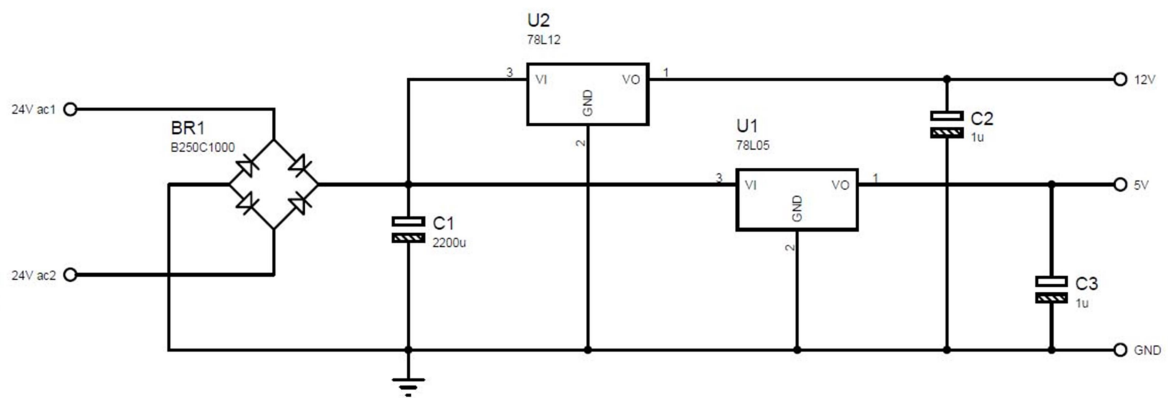 U2
78L12
3 VI VO 1
12V
GND
2
24V ac1
BR1
B250C1000
C2
1u
U1
78L05
3 VI VO 1
5V
GND
2
C1
2200u
24V ac2
C3
1u
GND